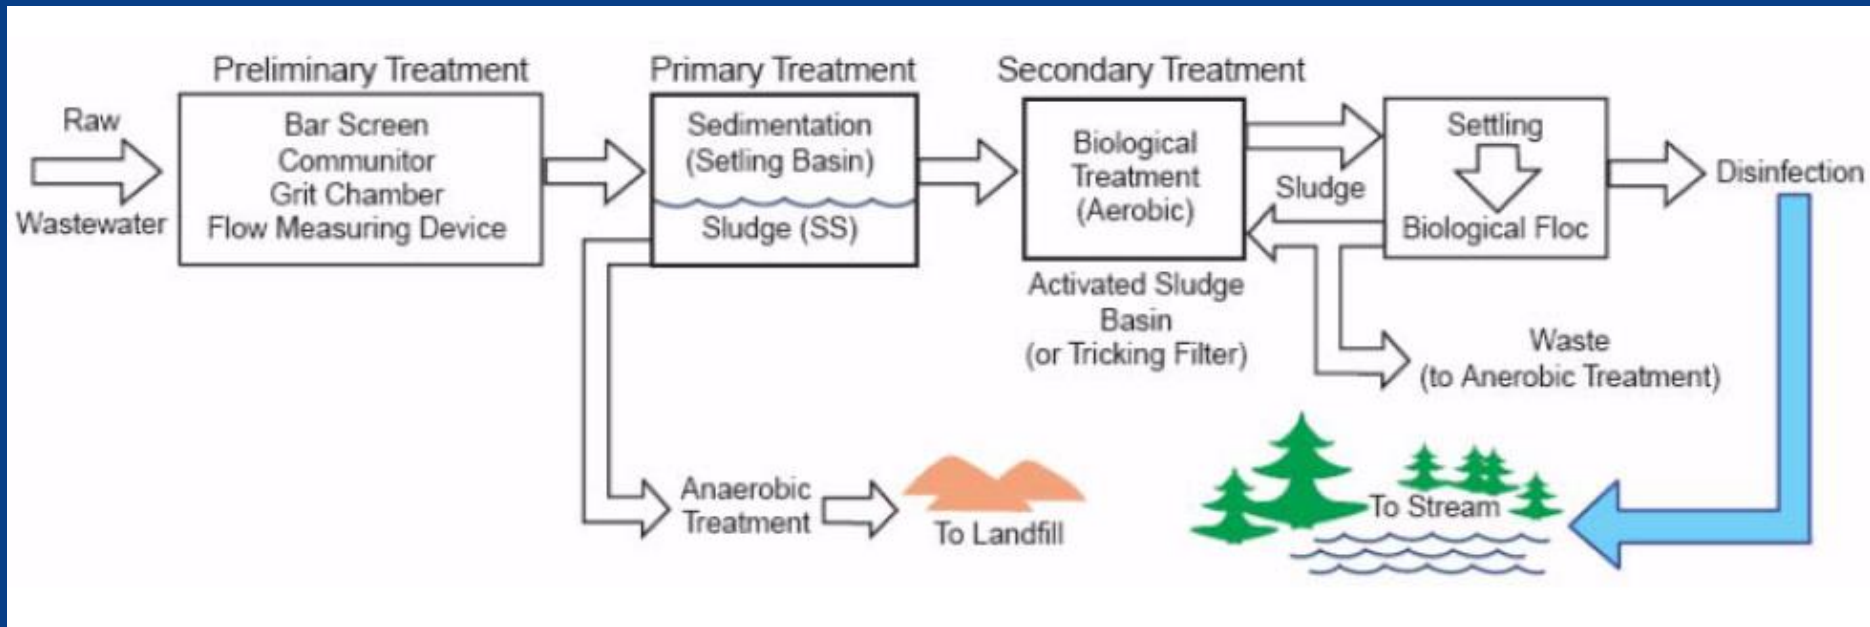 Preliminary Treatment
Primary Treatment
Secondary Treatment
Raw
Wastewater
Bar Screen
Communitor
Grit Chamber
Flow Measuring Device
Sedimentation
(Setling Basin)
Sludge (SS)
Biological
Treatment
(Aerobic)
Activated Sludge
Basin
(or Tricking Filter)
Sludge
Settling
Biological Floc
Disinfection
Waste
(to Anerobic Treatment)
Anaerobic
Treatment
To Landfill
To Stream